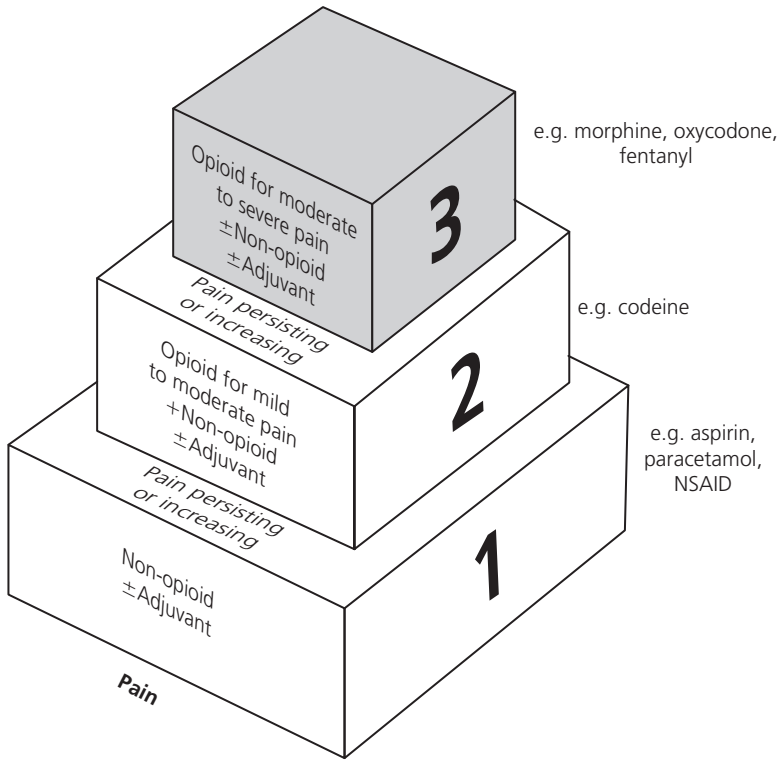 e.g. morphine, oxycodone,
fentanyl
Opioid for moderate
to severe pain
±Non-opioid
±Adjuvant
3
Pain persisting
or increasing
e.g. codeine
Opioid for mild
to moderate pain
+Non-opioid
±Adjuvant
2
Pain persisting
or increasing
e.g. aspirin,
paracetamol,
NSAID
Non-opioid
±Adjuvant
1
Pain